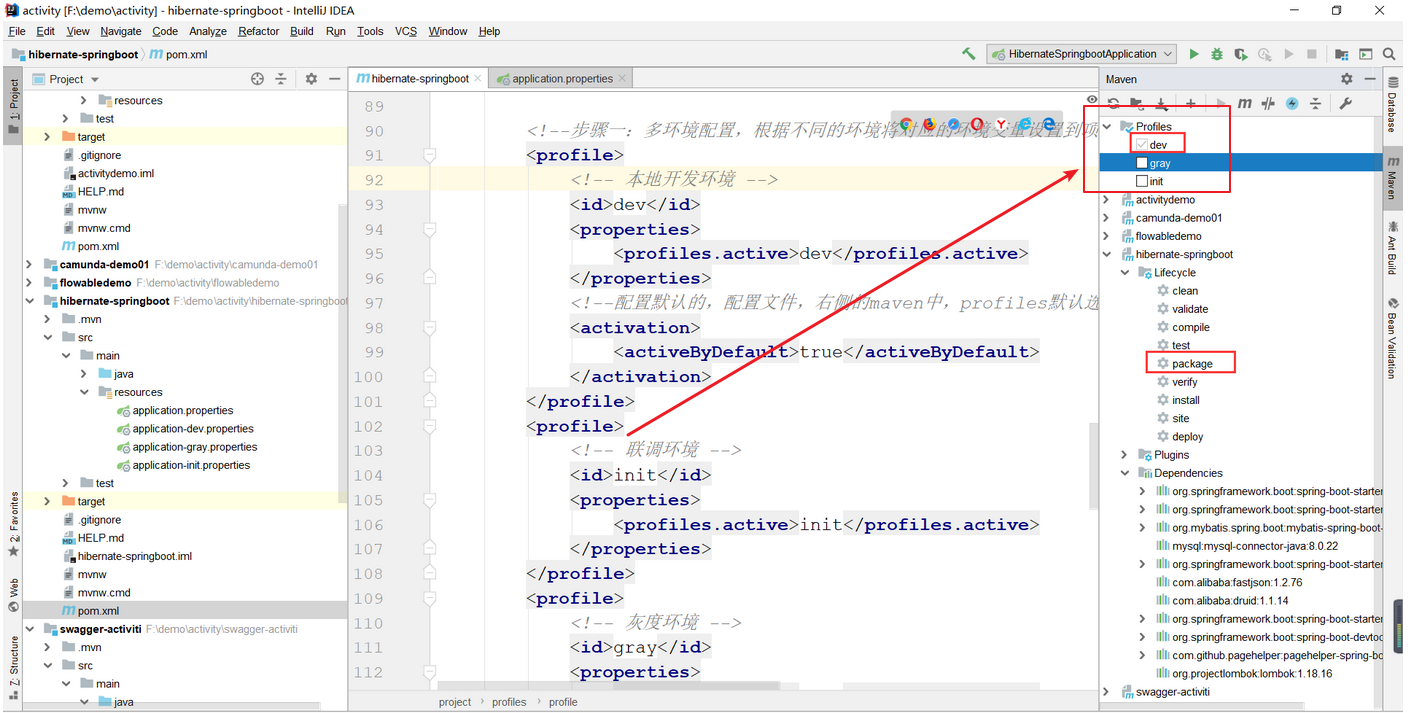 activity [F:\demo\activity] - hibernate-springboot - IntelliJ IDEA
File Edit View Navigate Code Analyze Refactor Build Run Tools VCS Window Help
hibernate-springboot pom.xml
HibernateSpringbootApplication
1: Project
2: Favorites
Web
Z: Structure
Project
resources
test
target
.gitignore
activitydemo.iml
HELP.md
mvnw
mvnw.cmd
pom.xml
camunda-demo01 F:\demo\activity\camunda-demo01
flowabledemo F:\demo\activity\flowabledemo
hibernate-springboot F:\demo\activity\hibernate-springboot
.mvn
src
main
java
resources
application.properties
application-dev.properties
application-gray.properties
application-init.properties
test
target
.gitignore
HELP.md
hibernate-springboot.iml
mvnw
mvnw.cmd
pom.xml
swagger-activiti F:\demo\activity\swagger-activiti
.mvn
src
main
java
hibernate-springboot application.properties
89
90 <!--步骤一：多环境配置，根据不同的环境将对应的环境变量设置到项
91 <profile>
92 <!-- 本地开发环境 -->
93 <id>dev</id>
94 <properties>
95 <profiles.active>dev</profiles.active>
96 </properties>
97 <!--配置默认的，配置文件，右侧的maven中，profiles默认选
98 <activation>
99 <activeByDefault>true</activeByDefault>
100 </activation>
101 </profile>
102 <profile>
103 <!-- 联调环境 -->
104 <id>init</id>
105 <properties>
106 <profiles.active>init</profiles.active>
107 </properties>
108 </profile>
109 <profile>
110 <!-- 灰度环境 -->
111 <id>gray</id>
112 <properties>
project › profiles › profile
Maven
Profiles
dev
gray
init
activitydemo
camunda-demo01
flowabledemo
hibernate-springboot
Lifecycle
clean
validate
compile
test
package
verify
install
site
deploy
Plugins
Dependencies
org.springframework.boot:spring-boot-starter
org.springframework.boot:spring-boot-starter
org.mybatis.spring.boot:mybatis-spring-boot-
mysql:mysql-connector-java:8.0.22
org.springframework.boot:spring-boot-starter
com.alibaba:fastjson:1.2.76
com.alibaba:druid:1.1.14
org.springframework.boot:spring-boot-starter
org.springframework.boot:spring-boot-devtoo
com.github.pagehelper:pagehelper-spring-bo
org.projectlombok:lombok:1.18.16
swagger-activiti
Database
Maven
Ant Build
Bean Validation